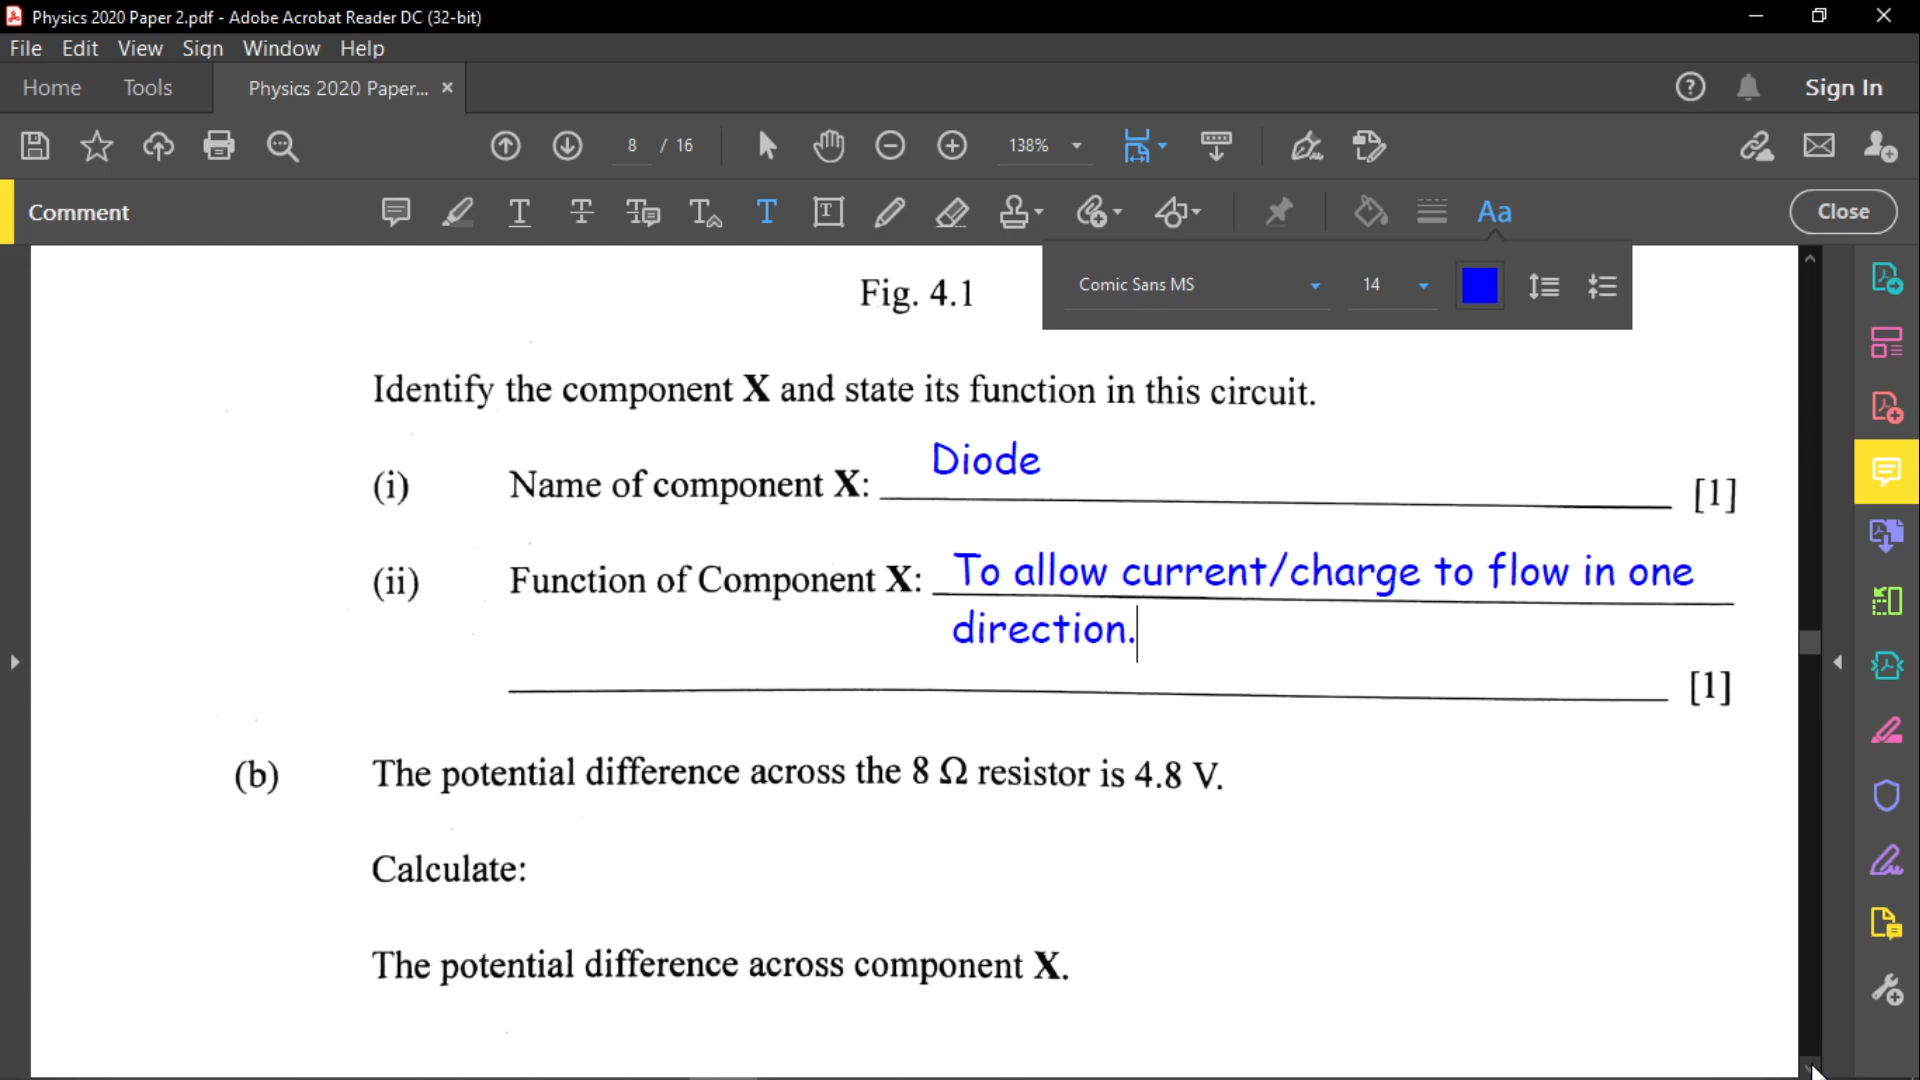 Physics 2020 Paper 2.pdf - Adobe Acrobat Reader DC (32-bit)
File Edit View Sign Window Help
Home Tools Physics 2020 Paper... × Sign In
8 / 16 138%
Comment Close
Comic Sans MS 14
Fig. 4.1
Identify the component X and state its function in this circuit.
(i) Name of component X: Diode [1]
(ii) Function of Component X: To allow current/charge to flow in one
direction.
[1]
(b) The potential difference across the 8 Ω resistor is 4.8 V.
Calculate:
The potential difference across component X.